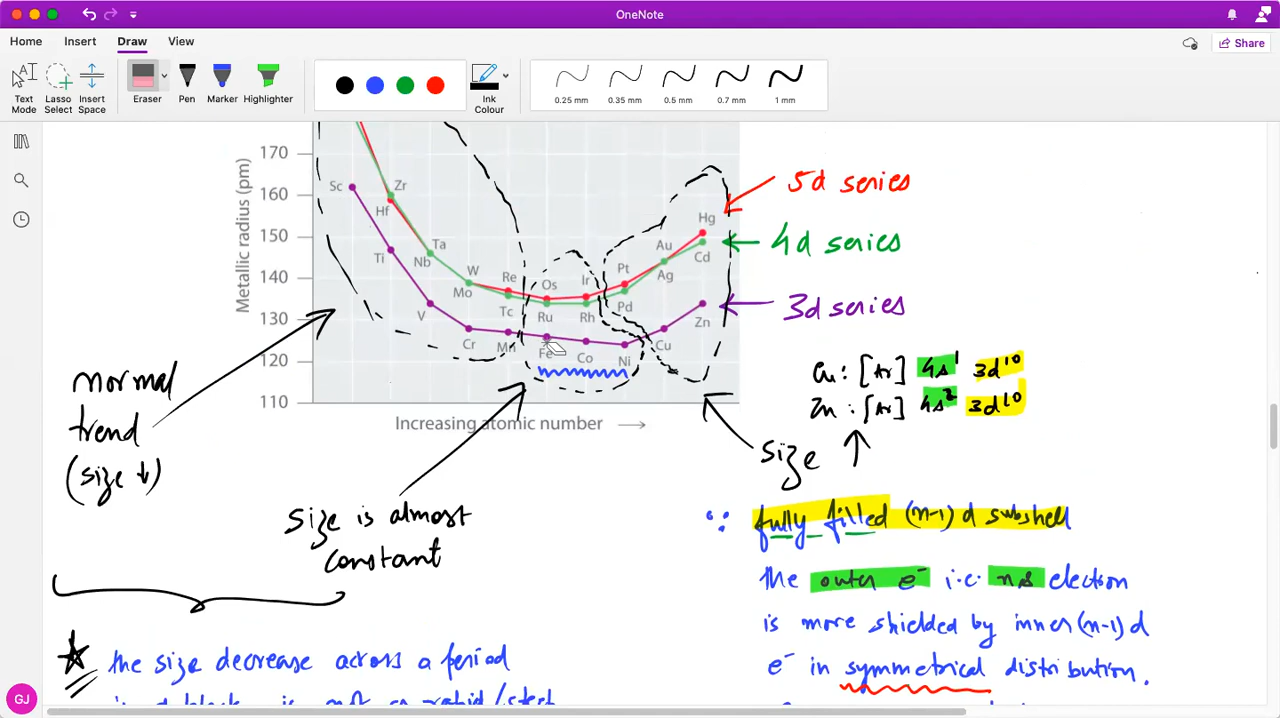 OneNote
Home Insert Draw View
Share
Text Mode
Lasso Select
Insert Space
Eraser
Pen
Marker
Highlighter
Ink Colour
0.25 mm 0.35 mm 0.5 mm 0.7 mm 1 mm
Metallic radius (pm)
170
160
150
140
130
120
110
Sc Ti V Cr Mn Fe Co Ni Cu Zn
Zr Nb Mo Tc Ru Rh Pd Ag Cd
Hf Ta W Re Os Ir Pt Au Hg
Increasing atomic number
5d series
4d series
3d series
Cu : [Ar] 4s¹ 3d¹⁰
Zn : [Ar] 4s² 3d¹⁰
normal
trend
(size ↓)
size is almost
constant
size ↑
∵ fully filled (n-1) d subshell
the outer e⁻ i.e. ns electron
is more shielded by inner (n-1) d
e⁻ in symmetrical distribution.
the size decrease across a period
GJ